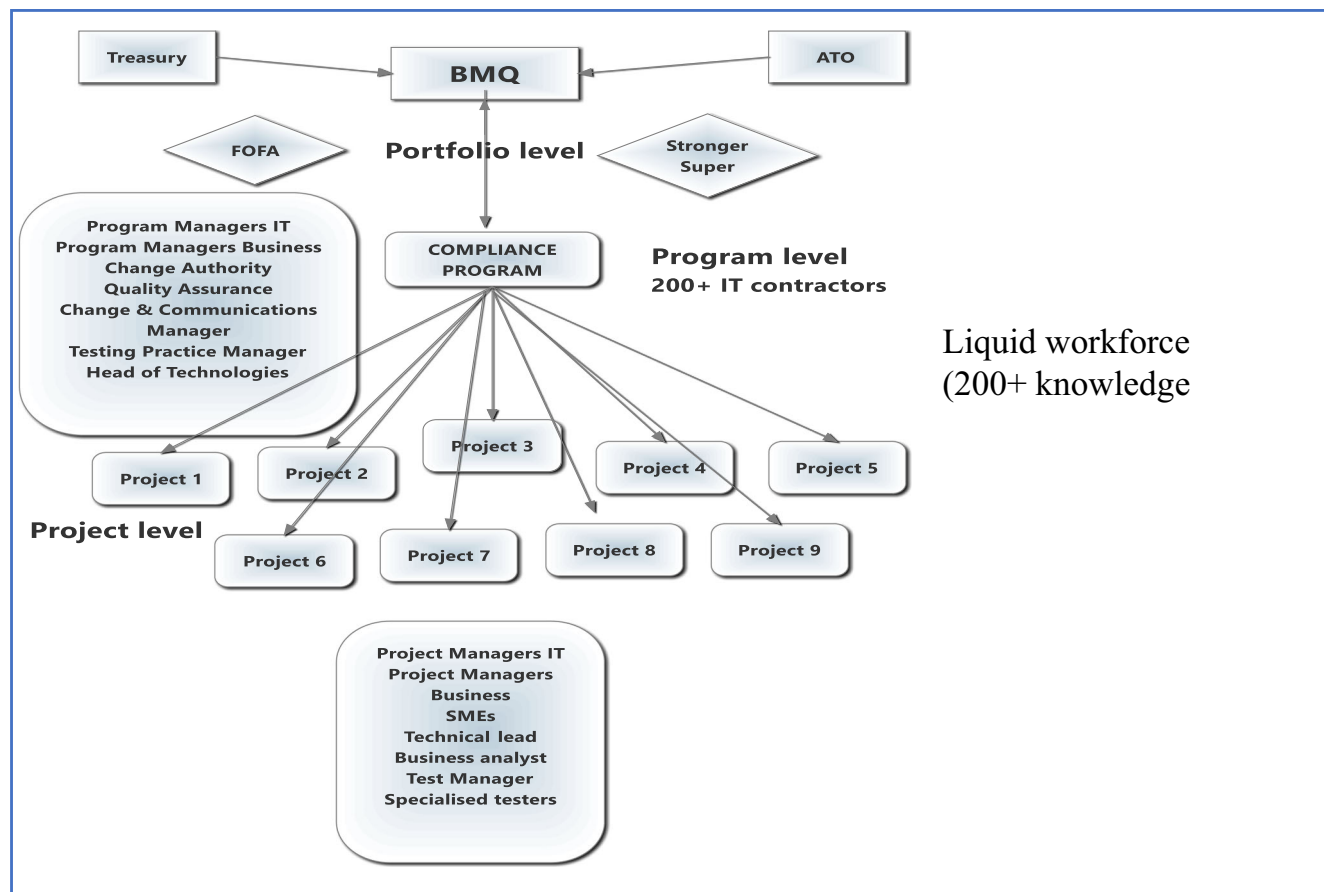 Treasury
BMQ
ATO
FOFA
Portfolio level
Stronger
Super
Program Managers IT
Program Managers Business
Change Authority
Quality Assurance
Change & Communications
Manager
Testing Practice Manager
Head of Technologies
COMPLIANCE
PROGRAM
Program level
200+ IT contractors
Liquid workforce
(200+ knowledge
Project 1
Project 2
Project 3
Project 4
Project 5
Project level
Project 6
Project 7
Project 8
Project 9
Project Managers IT
Project Managers
Business
SMEs
Technical lead
Business analyst
Test Manager
Specialised testers